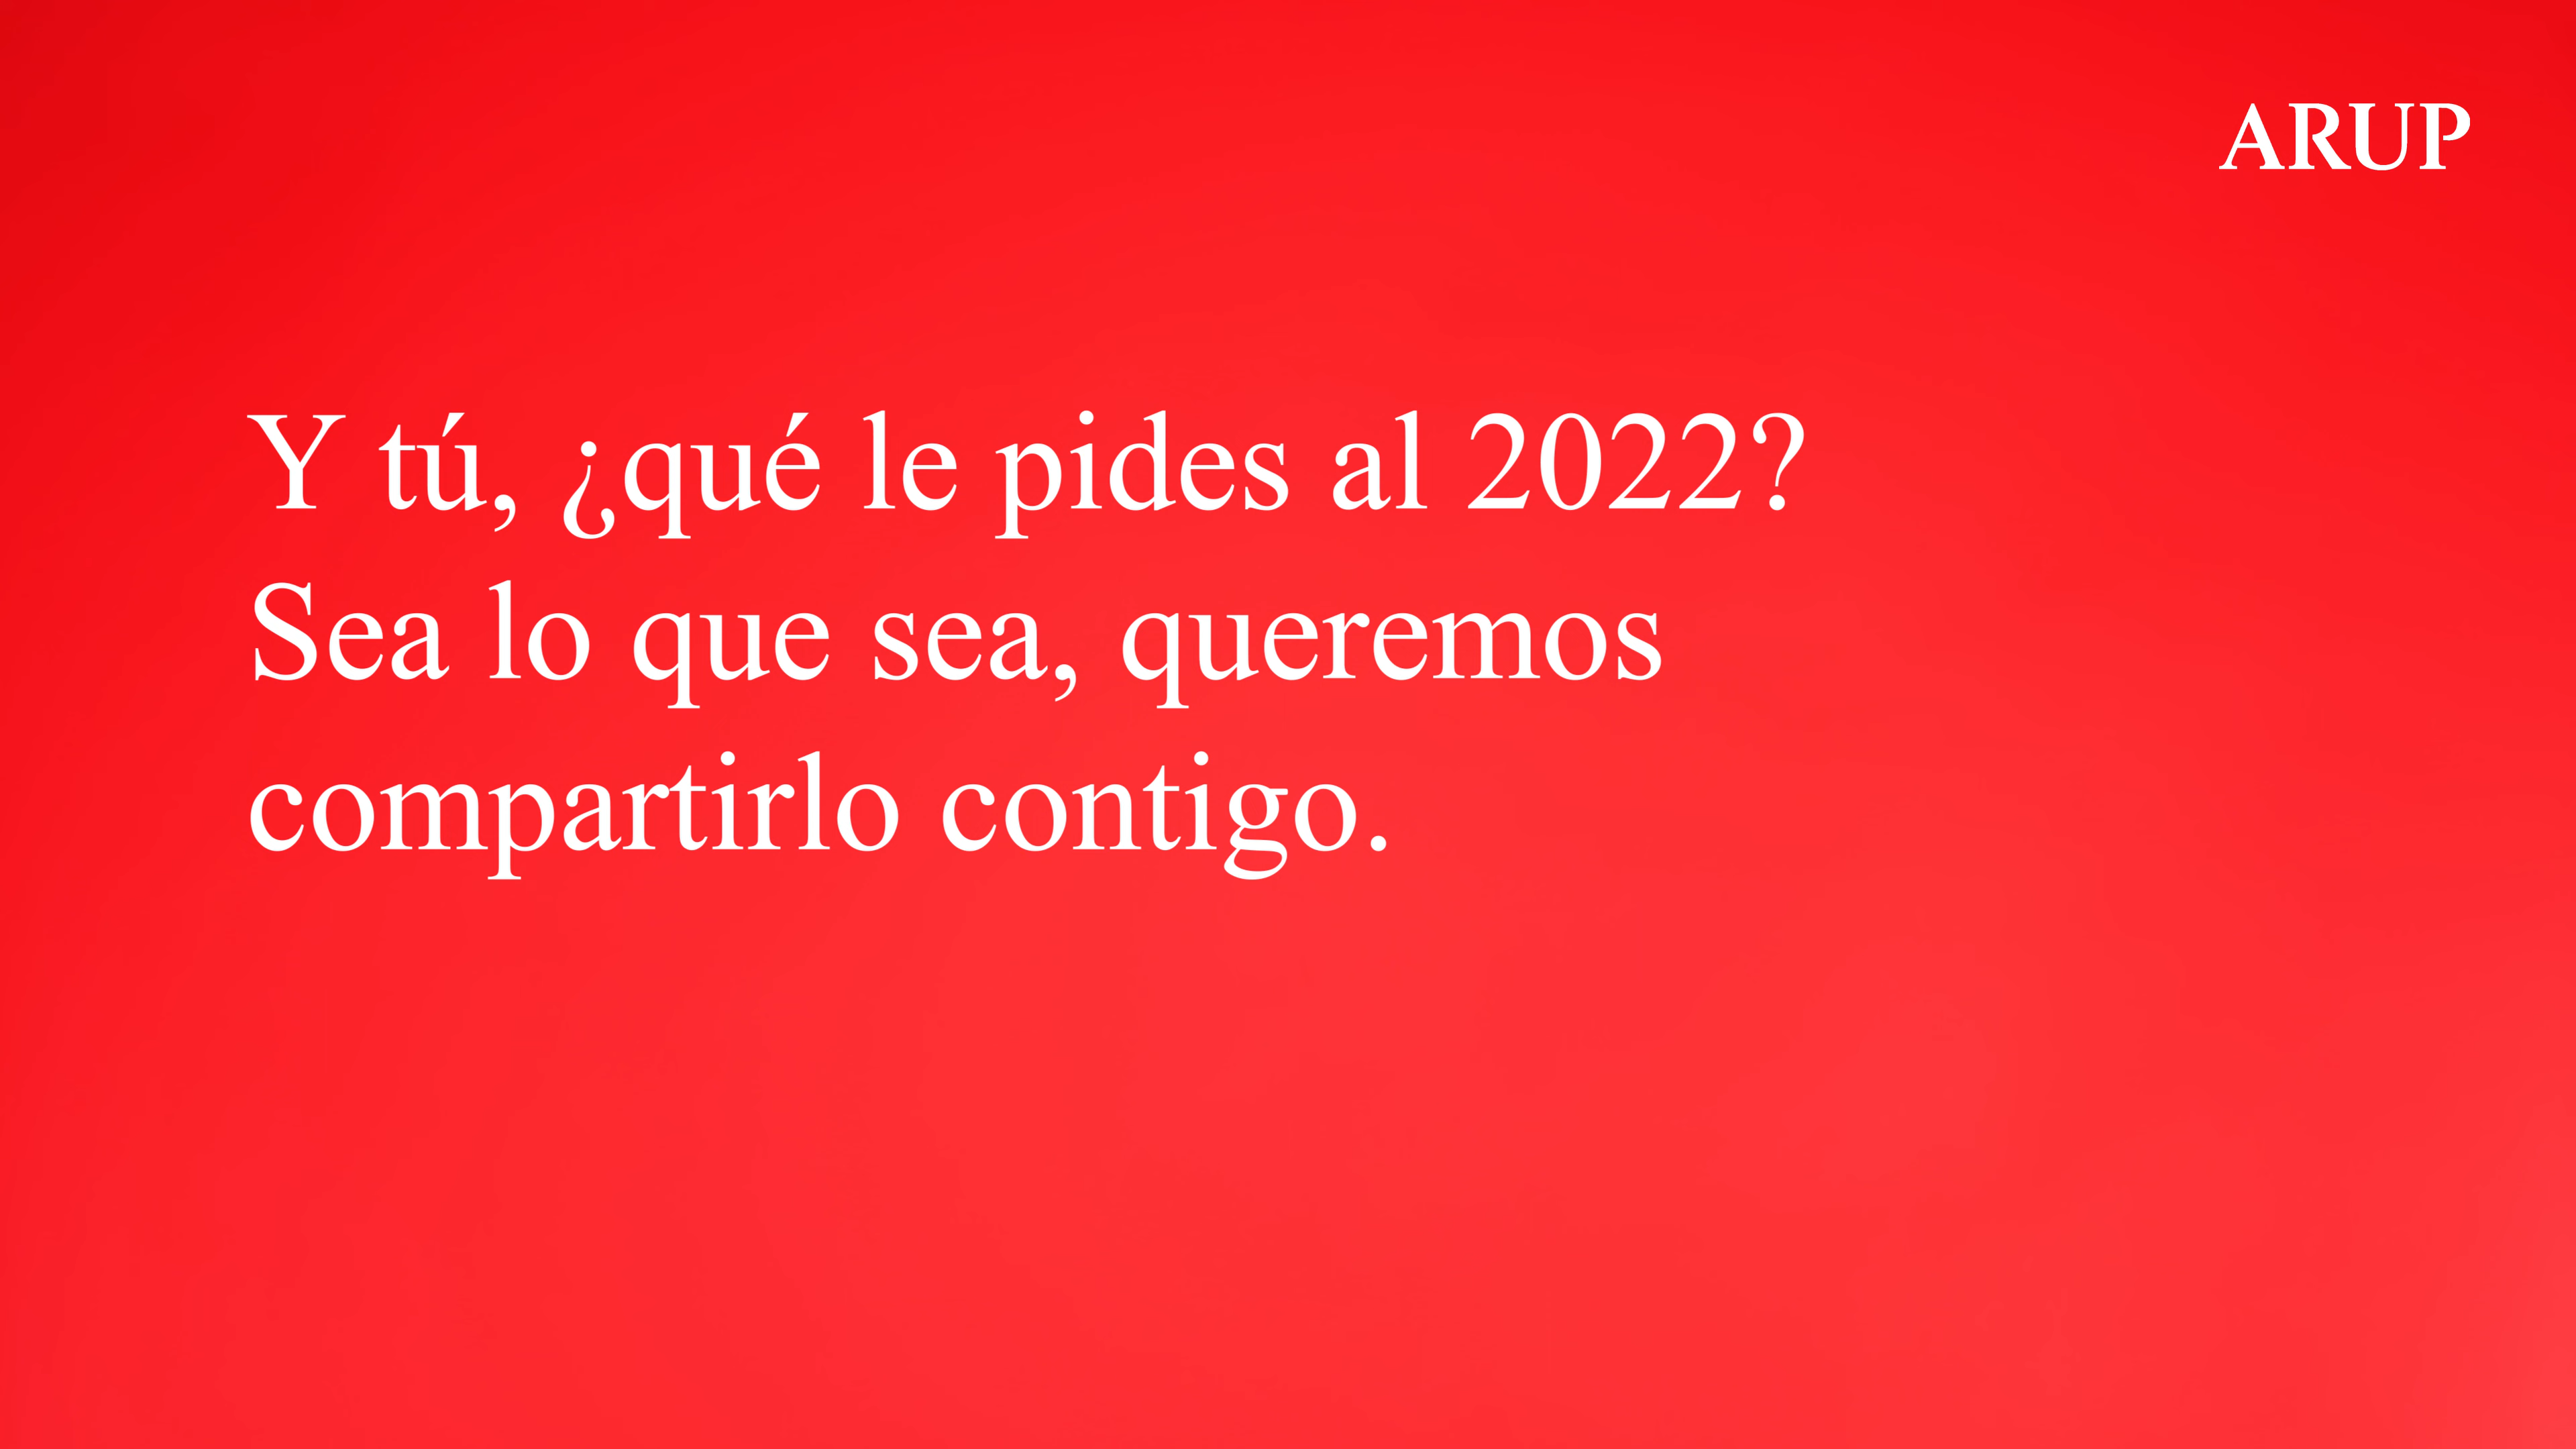 ARUP
Y tú, ¿qué le pides al 2022?
Sea lo que sea, queremos
compartirlo contigo.